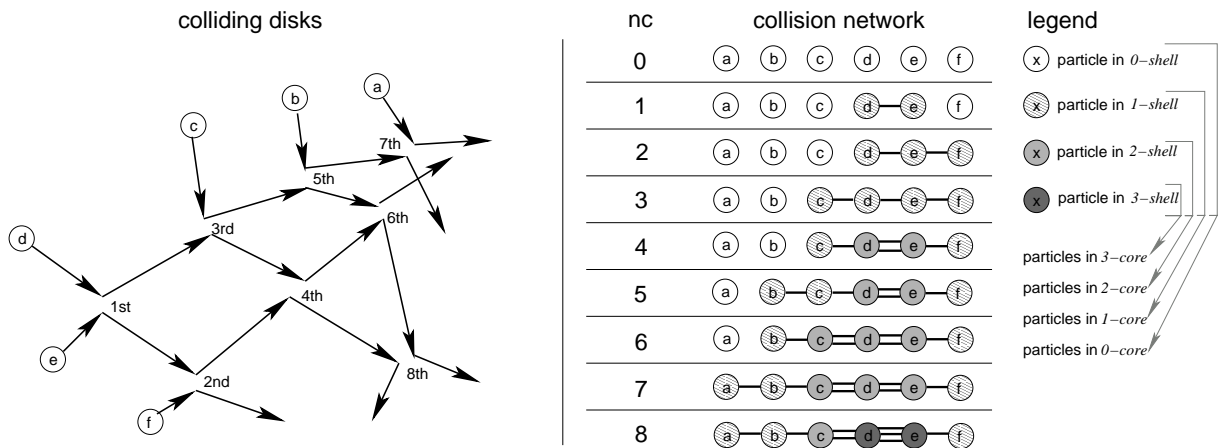 colliding disks
a
b
c
7th
5th
6th
3rd
d
4th
1st
e
2nd
8th
f
nc collision network
0 a b c d e f
1 a b c d e f
2 a b c d e f
3 a b c d e f
4 a b c d e f
5 a b c d e f
6 a b c d e f
7 a b c d e f
8 a b c d e f
legend
x particle in 0-shell
x particle in 1-shell
x particle in 2-shell
x particle in 3-shell
particles in 3-core
particles in 2-core
particles in 1-core
particles in 0-core